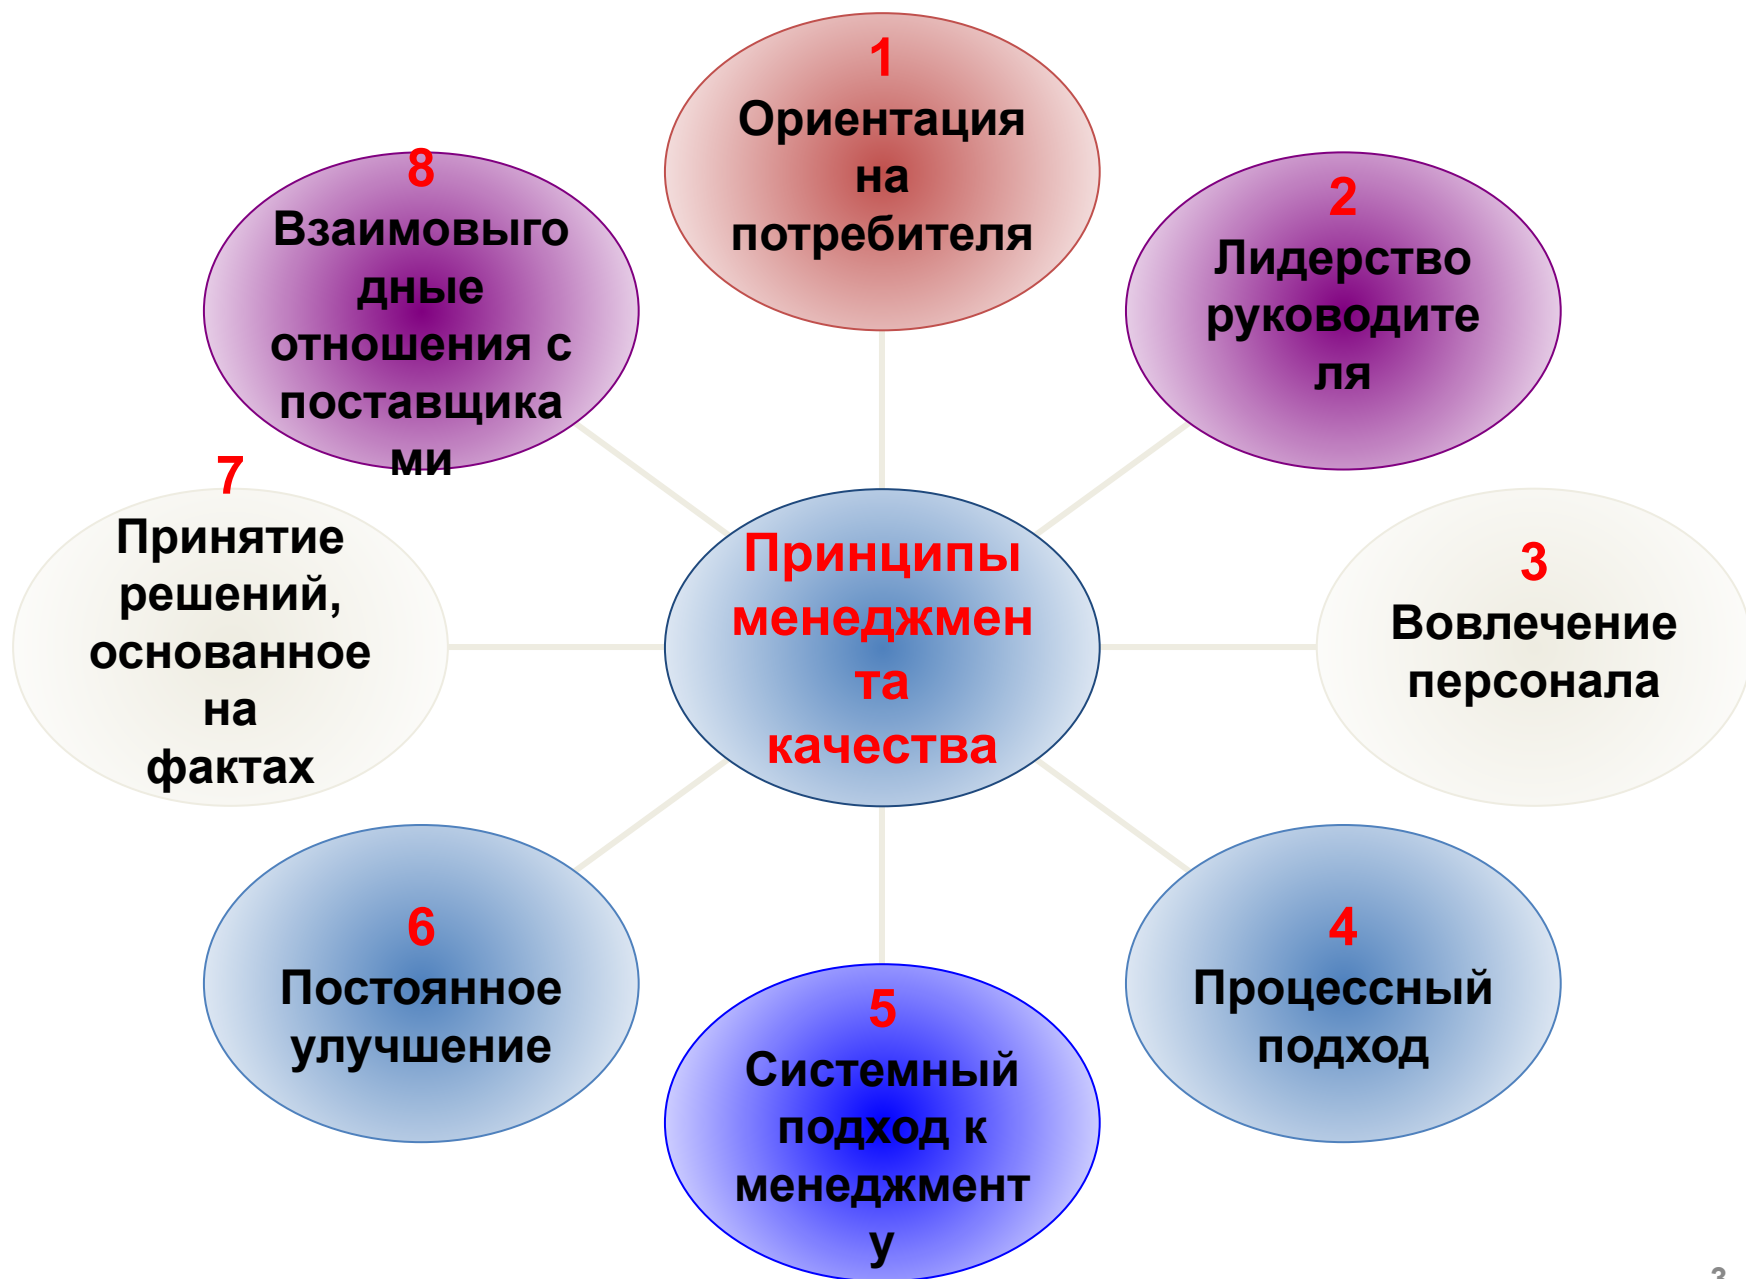 1
Ориентация
на
потребителя
2
Лидерство
руководите
ля
3
Вовлечение
персонала
4
Процессный
подход
5
Системный
подход к
менеджмент
у
6
Постоянное
улучшение
7
Принятие
решений,
основанное
на
фактах
8
Взаимовыго
дные
отношения с
поставщика
ми
Принципы
менеджмен
та
качества
3